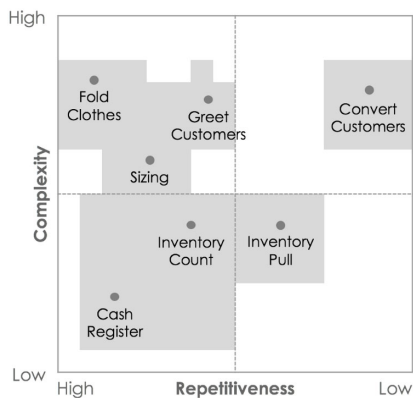 High
Fold
Clothes
Greet
Customers
Convert
Customers
Sizing
Complexity
Inventory
Count
Inventory
Pull
Cash
Register
Low
High
Repetitiveness
Low